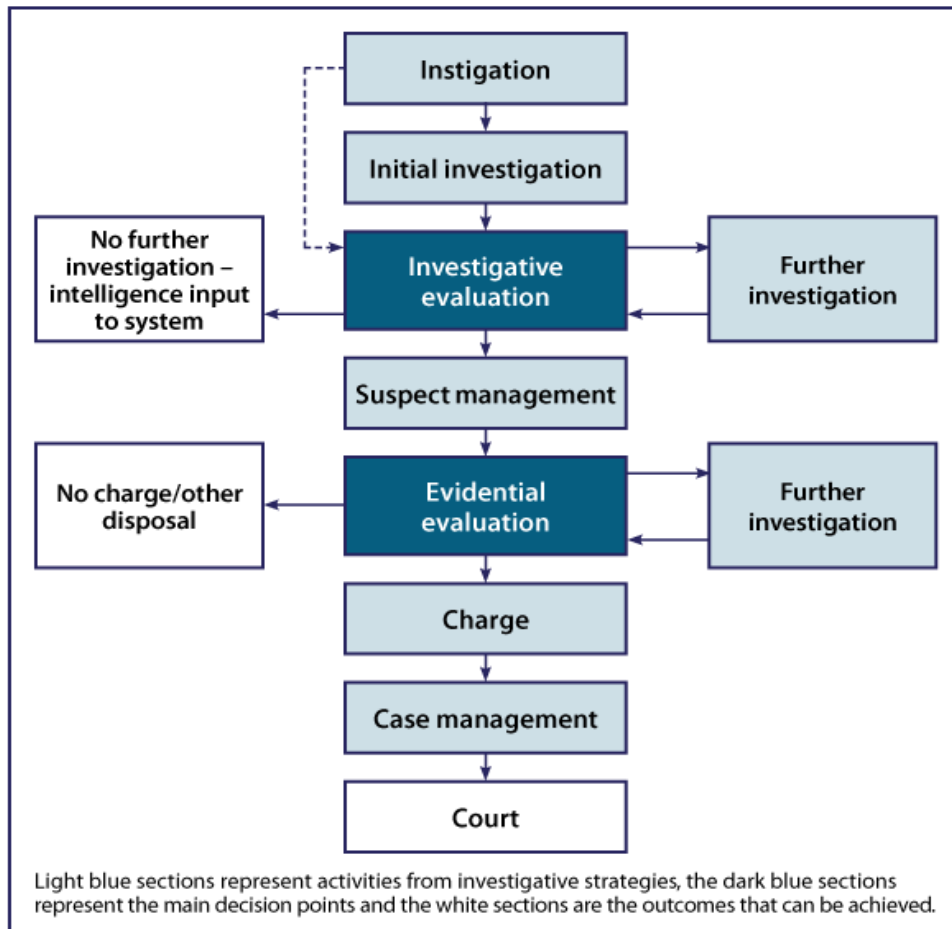 Instigation
Initial investigation
No further
investigation –
intelligence input
to system
Investigative
evaluation
Further
investigation
Suspect management
No charge/other
disposal
Evidential
evaluation
Further
investigation
Charge
Case management
Court
Light blue sections represent activities from investigative strategies, the dark blue sections
represent the main decision points and the white sections are the outcomes that can be achieved.